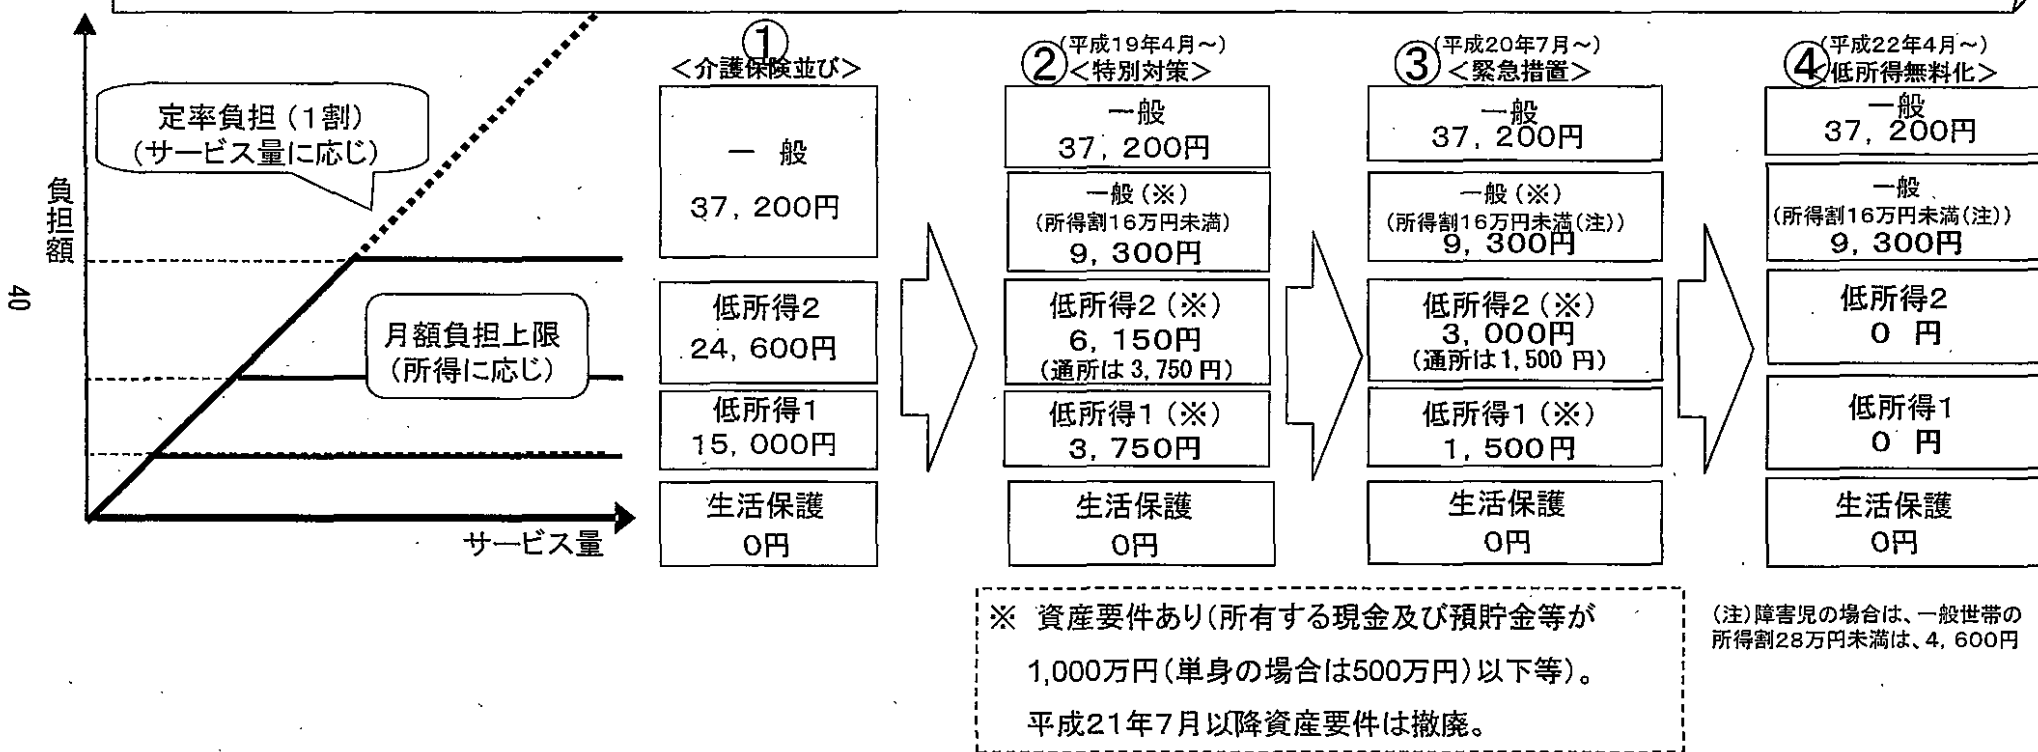 定率負担（1割）
（サービス量に応じ）
負担額
月額負担上限
（所得に応じ）
サービス量
40
①
＜介護保険並び＞
一 般
37, 200円
低所得2
24, 600円
低所得1
15, 000円
生活保護
0円
②
（平成19年4月～）
＜特別対策＞
一般
37, 200円
一般（※）
（所得割16万円未満）
9, 300円
低所得2（※）
6, 150円
（通所は 3, 750 円）
低所得1（※）
3, 750円
生活保護
0円
③
（平成20年7月～）
＜緊急措置＞
一般
37, 200円
一般（※）
（所得割16万円未満(注)）
9, 300円
低所得2（※）
3, 000円
（通所は 1, 500 円）
低所得1（※）
1, 500円
生活保護
0円
④
（平成22年4月～）
＜低所得無料化＞
一般
37, 200円
一般
（所得割16万円未満(注)）
9, 300円
低所得2
0 円
低所得1
0 円
生活保護
0円
※ 資産要件あり（所有する現金及び預貯金等が
1,000万円（単身の場合は500万円）以下等）。
平成21年7月以降資産要件は撤廃。
（注）障害児の場合は、一般世帯の
所得割28万円未満は、4, 600円